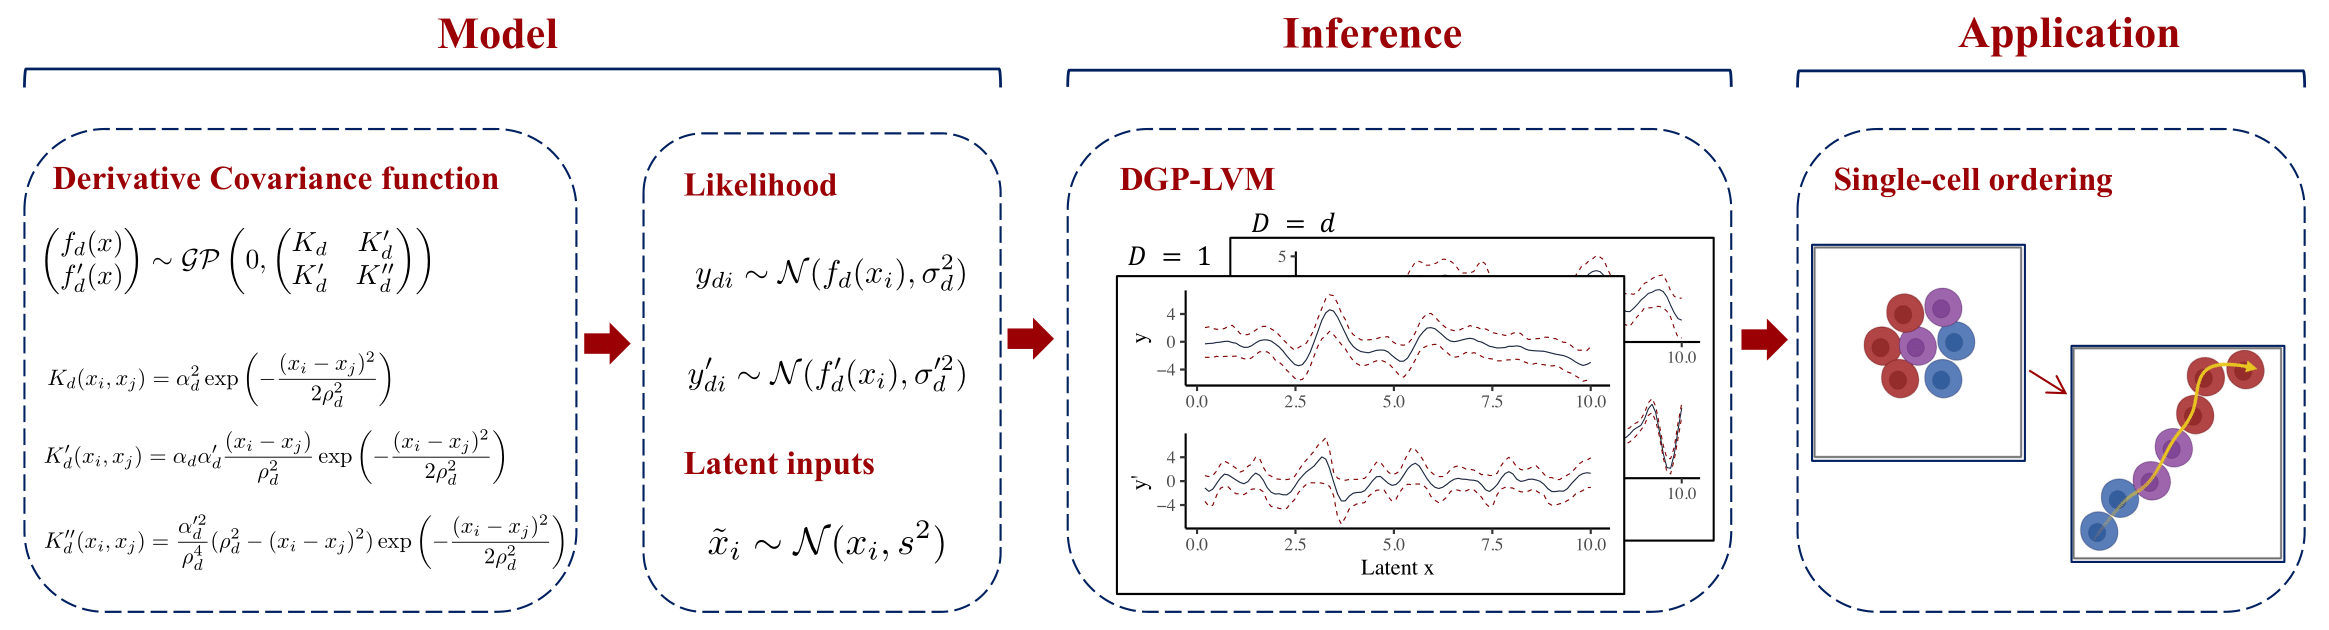 Model
Inference
Application
Derivative Covariance function
\begin{pmatrix} f_d(x) \\ f'_d(x) \end{pmatrix} \sim \mathcal{GP} \left( 0, \begin{pmatrix} K_d & K'_d \\ K'_d & K''_d \end{pmatrix} \right)
K_d(x_i, x_j) = \alpha_d^2 \exp \left( -\frac{(x_i - x_j)^2}{2\rho_d^2} \right)
K'_d(x_i, x_j) = \alpha_d \alpha'_d \frac{(x_i - x_j)}{\rho_d^2} \exp \left( -\frac{(x_i - x_j)^2}{2\rho_d^2} \right)
K''_d(x_i, x_j) = \frac{\alpha_d'^2}{\rho_d^4} (\rho_d^2 - (x_i - x_j)^2) \exp \left( -\frac{(x_i - x_j)^2}{2\rho_d^2} \right)
Likelihood
y_{di} \sim \mathcal{N}(f_d(x_i), \sigma_d^2)
y'_{di} \sim \mathcal{N}(f'_d(x_i), \sigma_d'^2)
Latent inputs
\tilde{x}_i \sim \mathcal{N}(x_i, s^2)
DGP-LVM
D = d
5
10.0
10.0
D = 1
y
4
0
−4
0.0 2.5 5.0 7.5 10.0
y'
4
0
−4
0.0 2.5 5.0 7.5 10.0
Latent x
Single-cell ordering